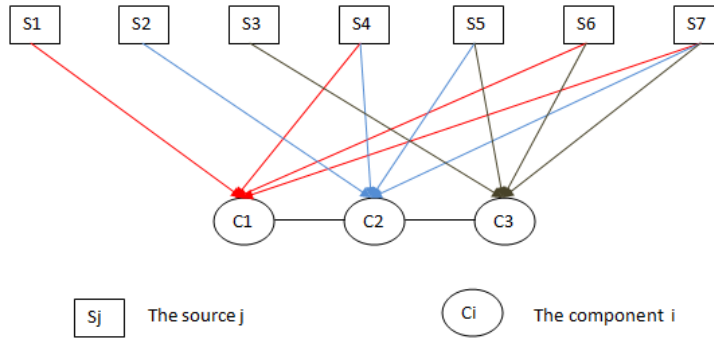 S1 S2 S3 S4 S5 S6 S7
C1 C2 C3
Sj The source j Ci The component i